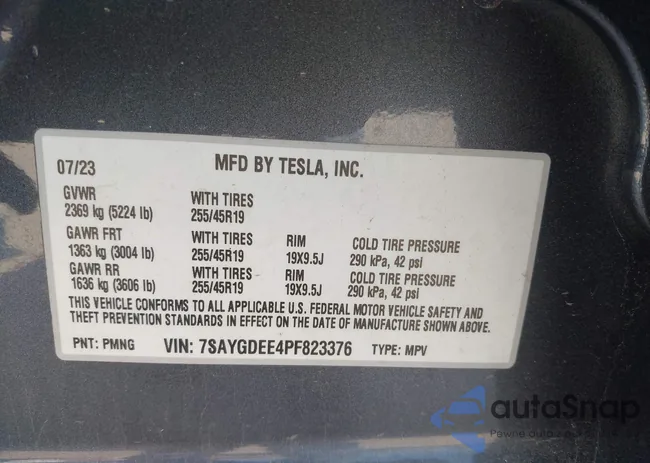 07/23 MFD BY TESLA, INC.
GVWR WITH TIRES
2369 kg (5224 lb) 255/45R19
GAWR FRT WITH TIRES RIM COLD TIRE PRESSURE
1363 kg (3004 lb) 255/45R19 19X9.5J 290 kPa, 42 psi
GAWR RR WITH TIRES RIM COLD TIRE PRESSURE
1636 kg (3606 lb) 255/45R19 19X9.5J 290 kPa, 42 psi
THIS VEHICLE CONFORMS TO ALL APPLICABLE U.S. FEDERAL MOTOR VEHICLE SAFETY AND
THEFT PREVENTION STANDARDS IN EFFECT ON THE DATE OF MANUFACTURE SHOWN ABOVE.
PNT: PMNG VIN: 7SAYGDEE4PF823376 TYPE: MPV
autoSnap